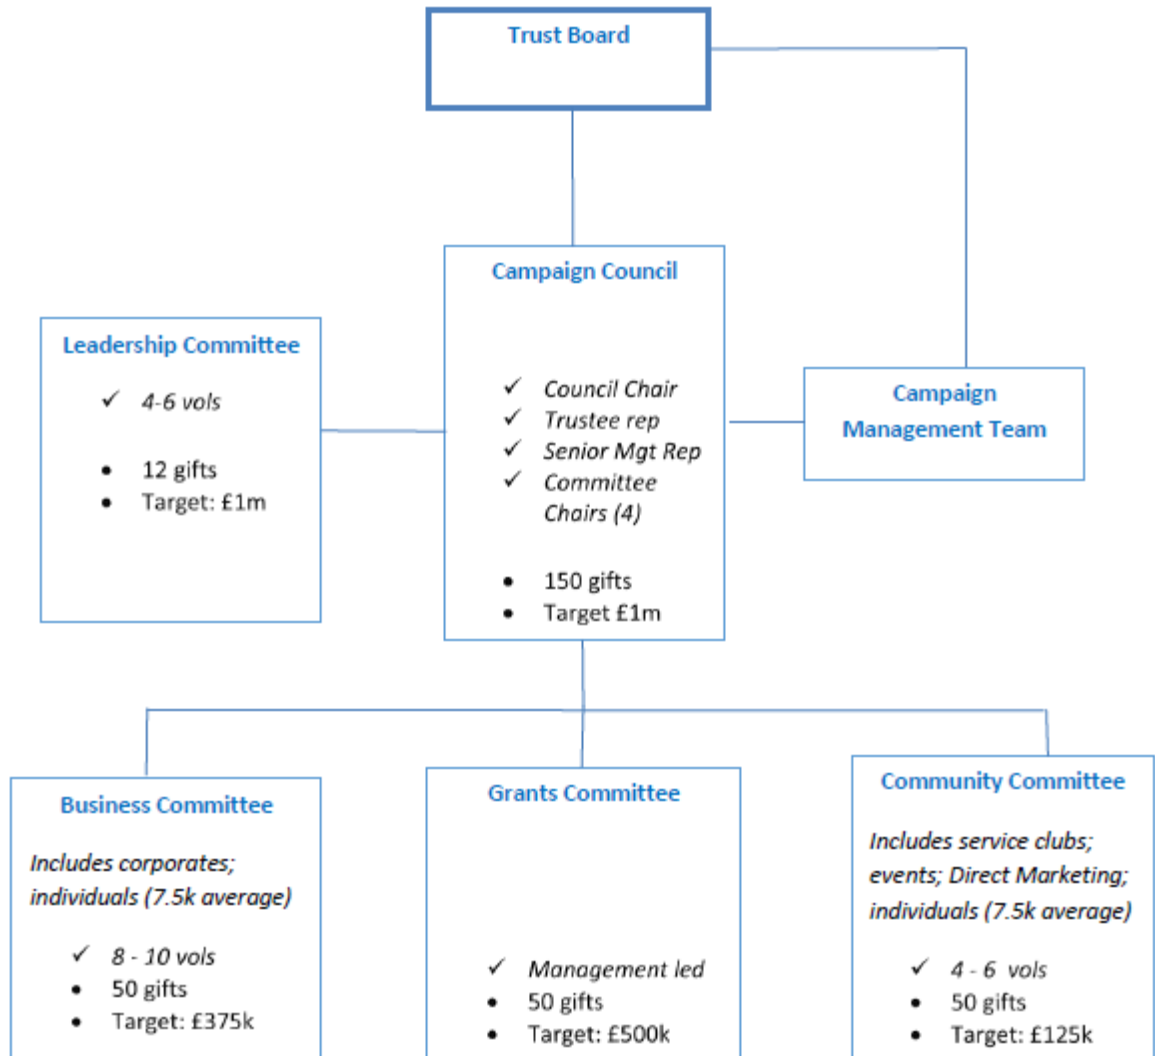 Trust Board
Campaign Council
✓ Council Chair
✓ Trustee rep
✓ Senior Mgt Rep
✓ Committee
Chairs (4)
• 150 gifts
• Target £1m
Leadership Committee
✓ 4-6 vols
• 12 gifts
• Target: £1m
Campaign
Management Team
Business Committee
Includes corporates;
individuals (7.5k average)
✓ 8 - 10 vols
• 50 gifts
• Target: £375k
Grants Committee
✓ Management led
• 50 gifts
• Target: £500k
Community Committee
Includes service clubs;
events; Direct Marketing;
individuals (7.5k average)
✓ 4 - 6 vols
• 50 gifts
• Target: £125k